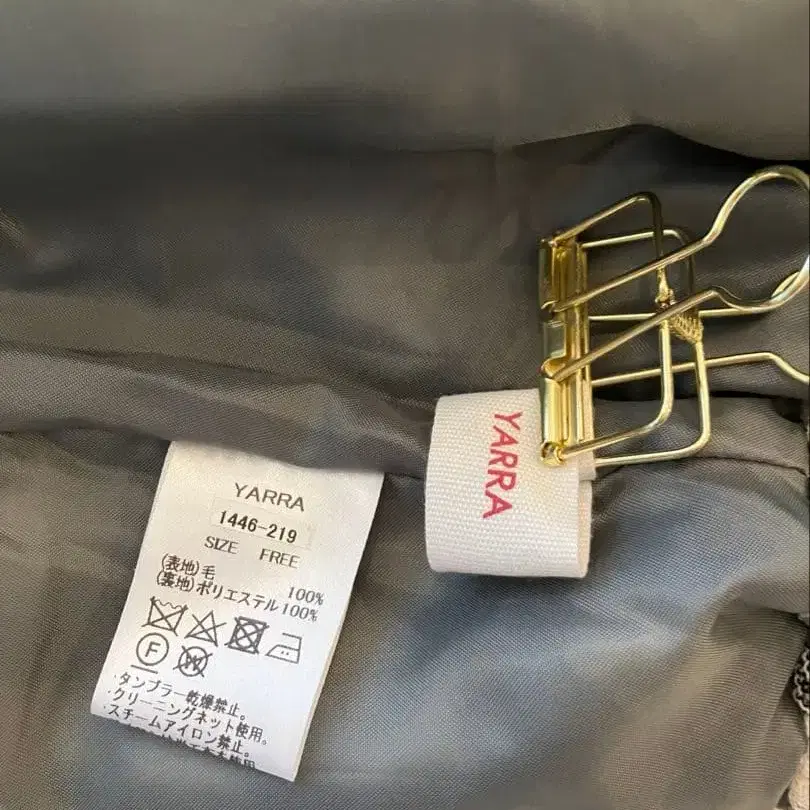 YARRA
1446-219
SIZE FREE
(表地)毛 100%
(裏地)ポリエステル100%
F
W
・タンブラー乾燥禁止。
・クリーニングネット使用。
・スチームアイロン禁止。
YARRA